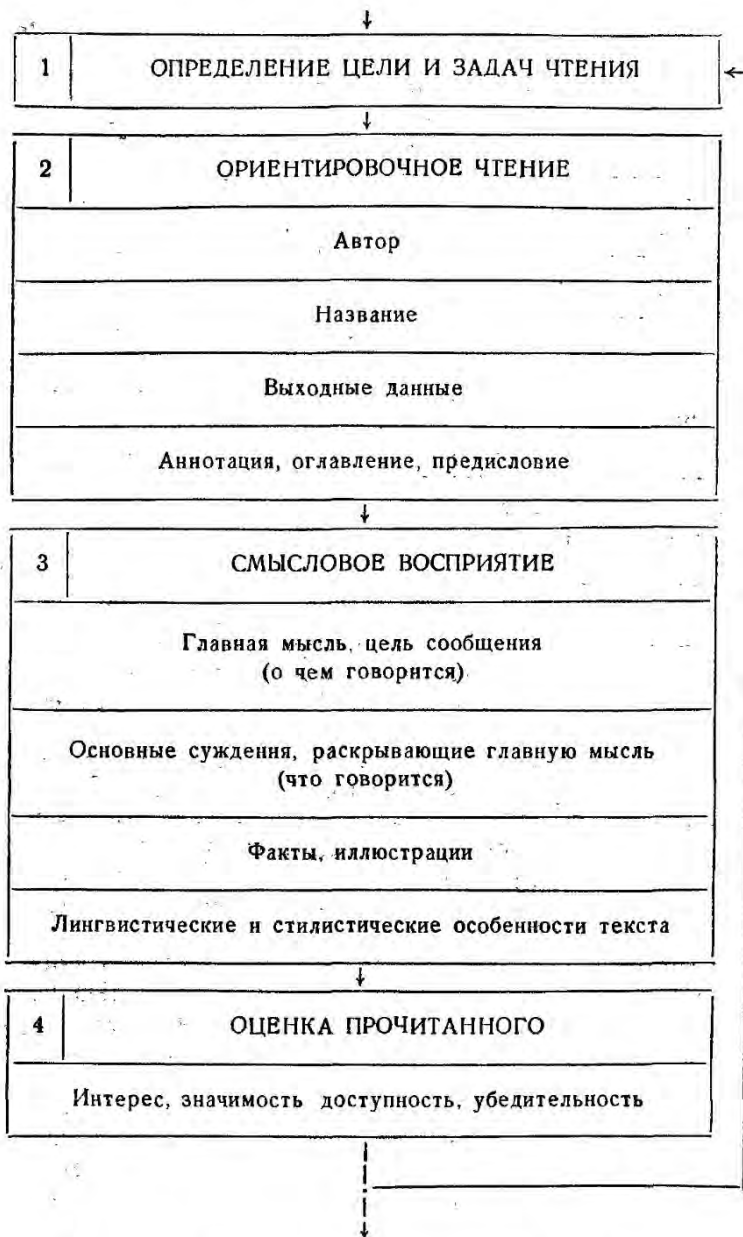 1 ОПРЕДЕЛЕНИЕ ЦЕЛИ И ЗАДАЧ ЧТЕНИЯ
2 ОРИЕНТИРОВОЧНОЕ ЧТЕНИЕ
Автор
Название
Выходные данные
Аннотация, оглавление, предисловие
3 СМЫСЛОВОЕ ВОСПРИЯТИЕ
Главная мысль, цель сообщения
(о чем говорится)
Основные суждения, раскрывающие главную мысль
(что говорится)
Факты, иллюстрации
Лингвистические и стилистические особенности текста
4 ОЦЕНКА ПРОЧИТАННОГО
Интерес, значимость доступность, убедительность